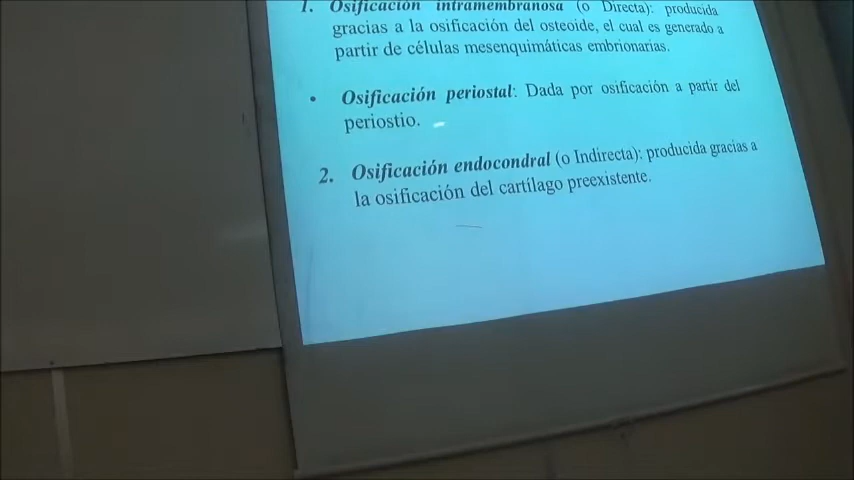 1. Osificación intramembranosa (o Directa): producida
gracias a la osificación del osteoide, el cual es generado a
partir de células mesenquimáticas embrionarias.
• Osificación periostal: Dada por osificación a partir del
periostio.
2. Osificación endocondral (o Indirecta): producida gracias a
la osificación del cartílago preexistente.